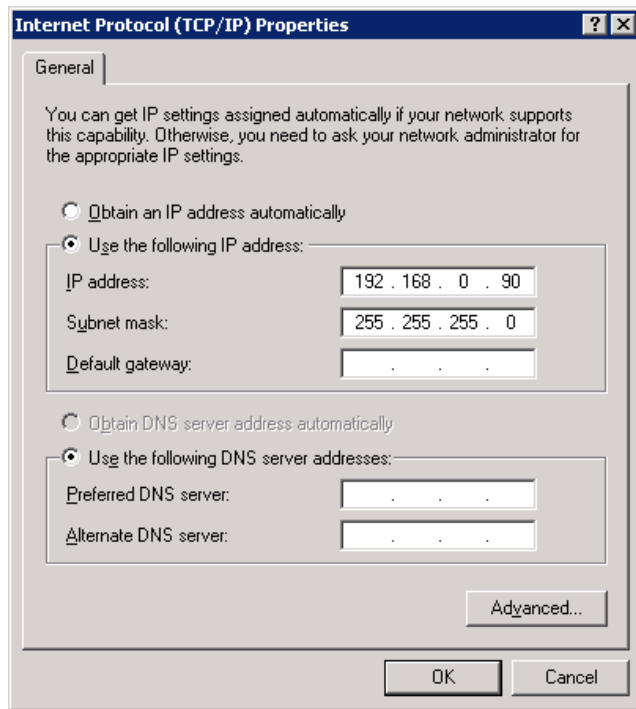 Internet Protocol (TCP/IP) Properties
General
You can get IP settings assigned automatically if your network supports
this capability. Otherwise, you need to ask your network administrator for
the appropriate IP settings.
Obtain an IP address automatically
Use the following IP address:
IP address: 192 . 168 . 0 . 90
Subnet mask: 255 . 255 . 255 . 0
Default gateway: . . .
Obtain DNS server address automatically
Use the following DNS server addresses:
Preferred DNS server: . . .
Alternate DNS server: . . .
Advanced...
OK Cancel